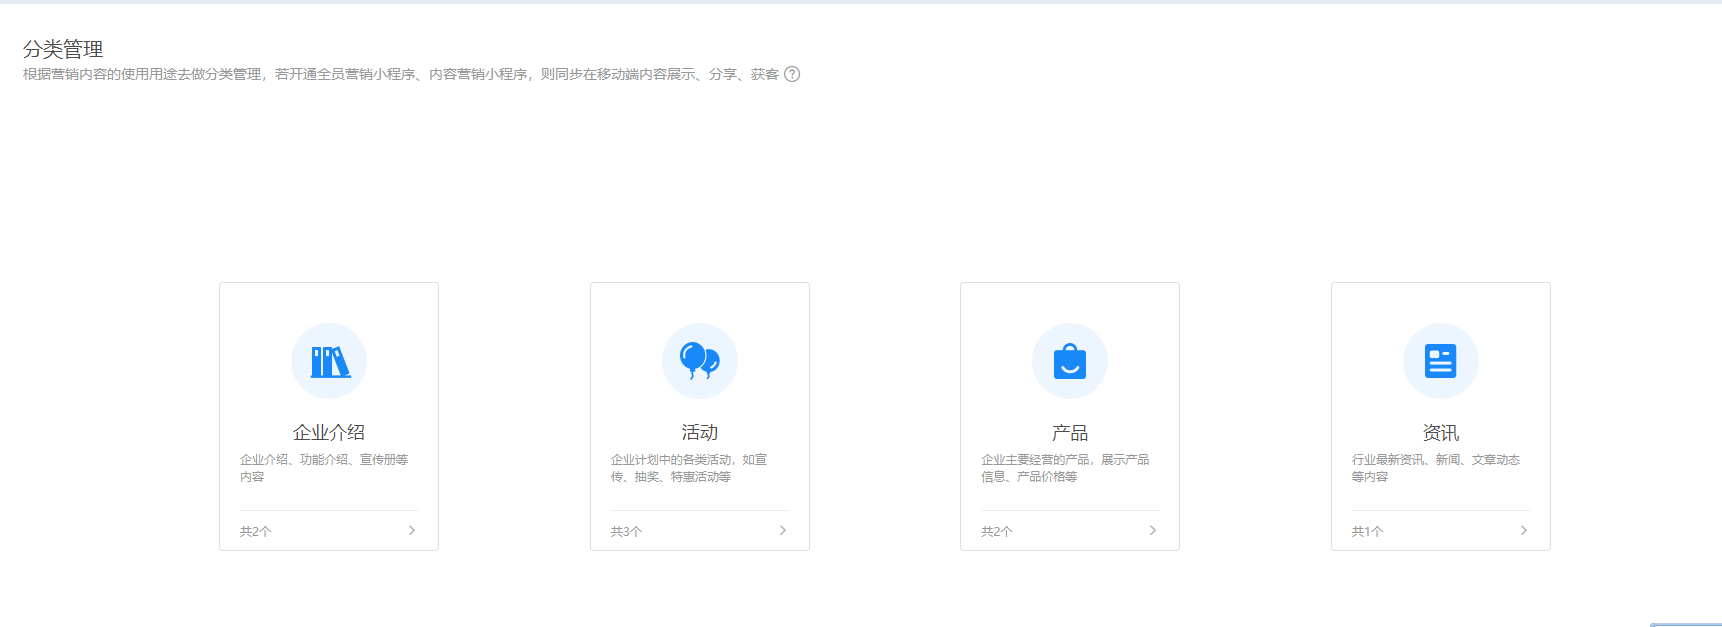 分类管理
根据营销内容的使用用途去做分类管理，若开通全员营销小程序、内容营销小程序，则同步在移动端内容展示、分享、获客 ?
企业介绍
企业介绍、功能介绍、宣传册等
内容
共2个
活动
企业计划中的各类活动，如宣
传、抽奖、特惠活动等
共3个
产品
企业主要经营的产品，展示产品
信息、产品价格等
共2个
资讯
行业最新资讯、新闻、文章动态
等内容
共1个